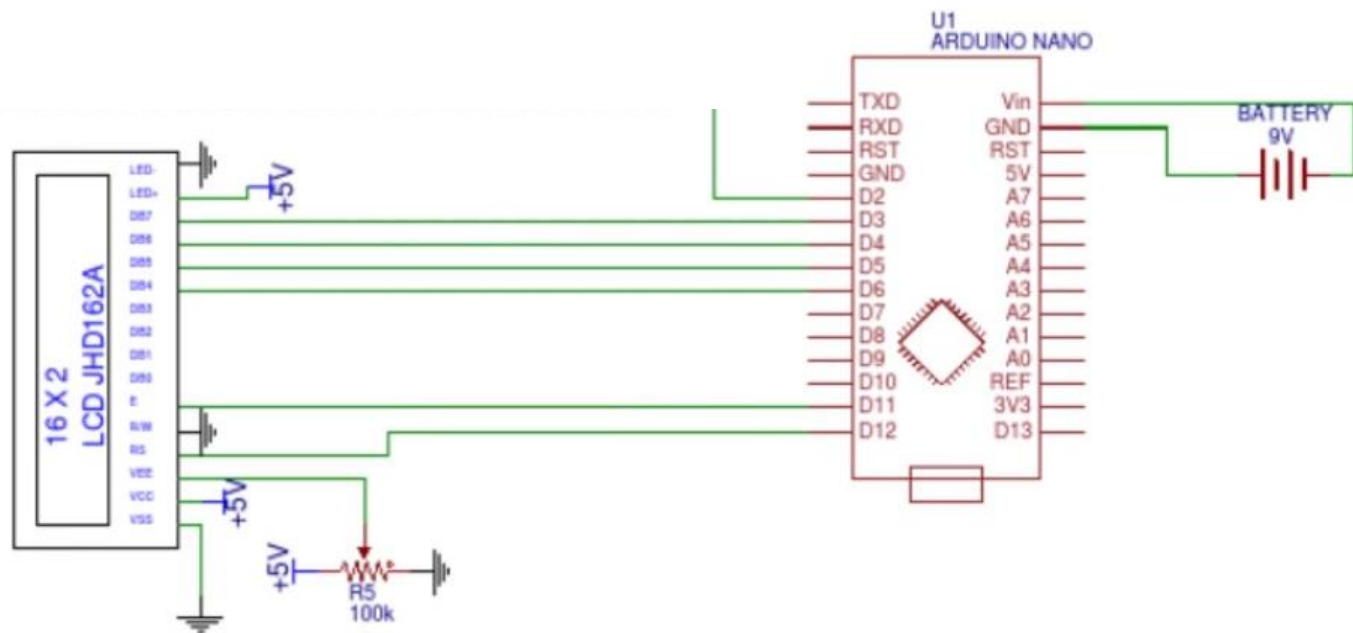 U1
ARDUINO NANO
TXD
RXD
RST
GND
D2
D3
D4
D5
D6
D7
D8
D9
D10
D11
D12
Vin
GND
RST
5V
A7
A6
A5
A4
A3
A2
A1
A0
REF
3V3
D13
BATTERY
9V
16 X 2
LCD JHD162A
LED-
LED+
DB7
DB6
DB5
DB4
DB3
DB2
DB1
DB0
E
R/W
RS
VEE
VCC
VSS
+5V
+5V
+5V
R5
100k